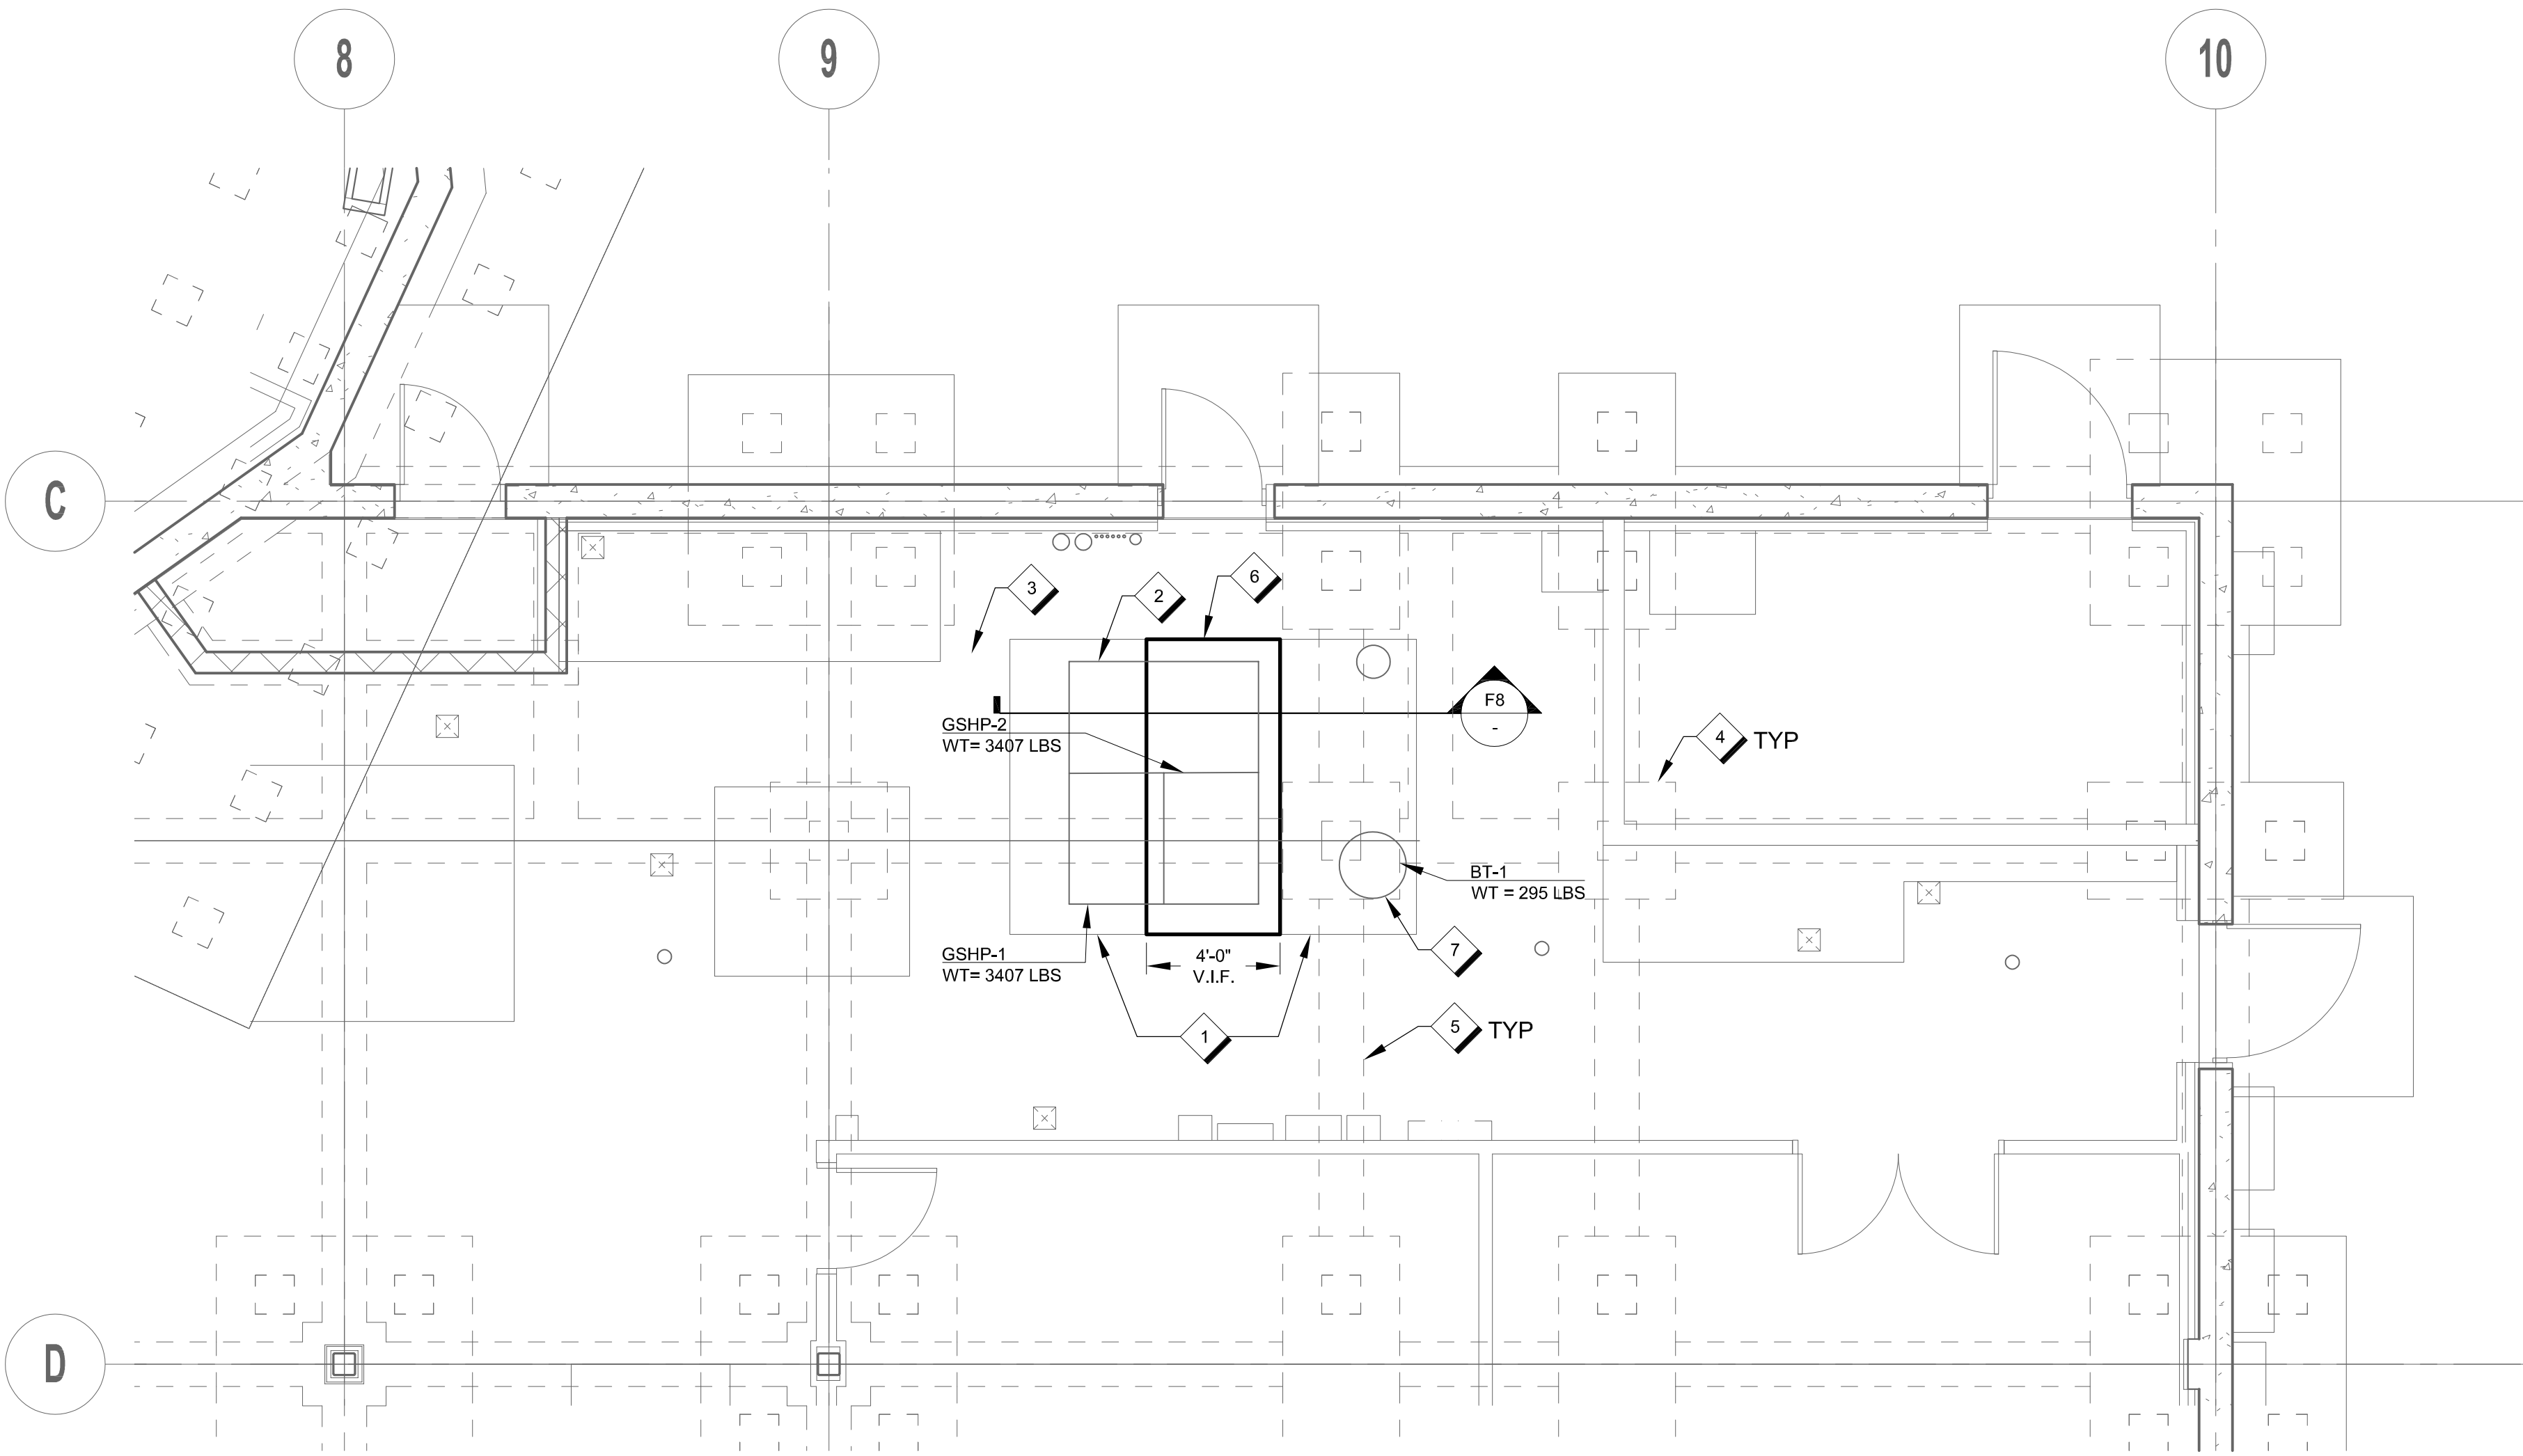 8
9
10
C
3
2
6
F8
-
GSHP-2
WT= 3407 LBS
4
TYP
BT-1
WT = 295 LBS
7
GSHP-1
WT= 3407 LBS
4'-0"
V.I.F.
1
5
TYP
D